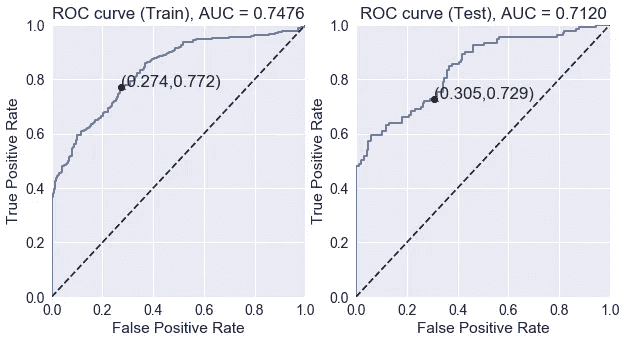 ROC curve (Train), AUC = 0.7476
1.0
0.8
0.6
0.4
0.2
0.0
True Positive Rate
(0.274,0.772)
0.0 0.2 0.4 0.6 0.8 1.0
False Positive Rate
ROC curve (Test), AUC = 0.7120
1.0
0.8
0.6
0.4
0.2
0.0
True Positive Rate
(0.305,0.729)
0.0 0.2 0.4 0.6 0.8 1.0
False Positive Rate